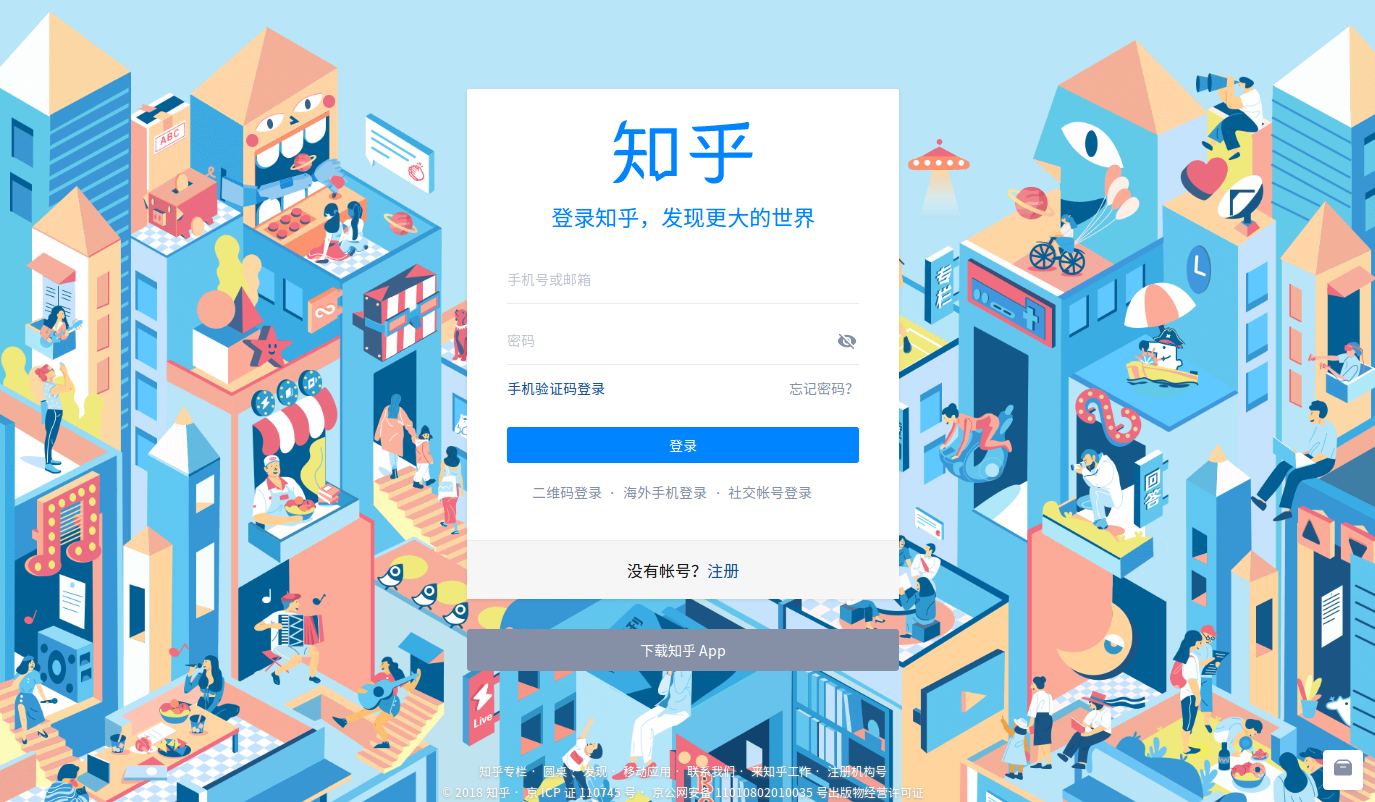 ABC
知乎
登录知乎，发现更大的世界
专栏
手机号或邮箱
密码
手机验证码登录 忘记密码？
登录
二维码登录 · 海外手机登录 · 社交帐号登录
问答
没有帐号？注册
下载知乎 App
Live
知乎专栏 · 圆桌 · 发现 · 移动应用 · 联系我们 · 来知乎工作 · 注册机构号
© 2018 知乎 · 京 ICP 证 110745 号 · 京公网安备 11010802010035 号出版物经营许可证